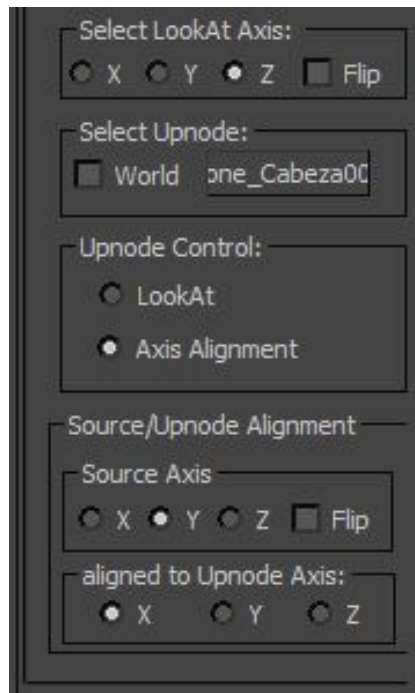 Select LookAt Axis:
X Y Z Flip
Select Upnode:
World one_Cabeza00
Upnode Control:
LookAt
Axis Alignment
Source/Upnode Alignment
Source Axis
X Y Z Flip
aligned to Upnode Axis:
X Y Z